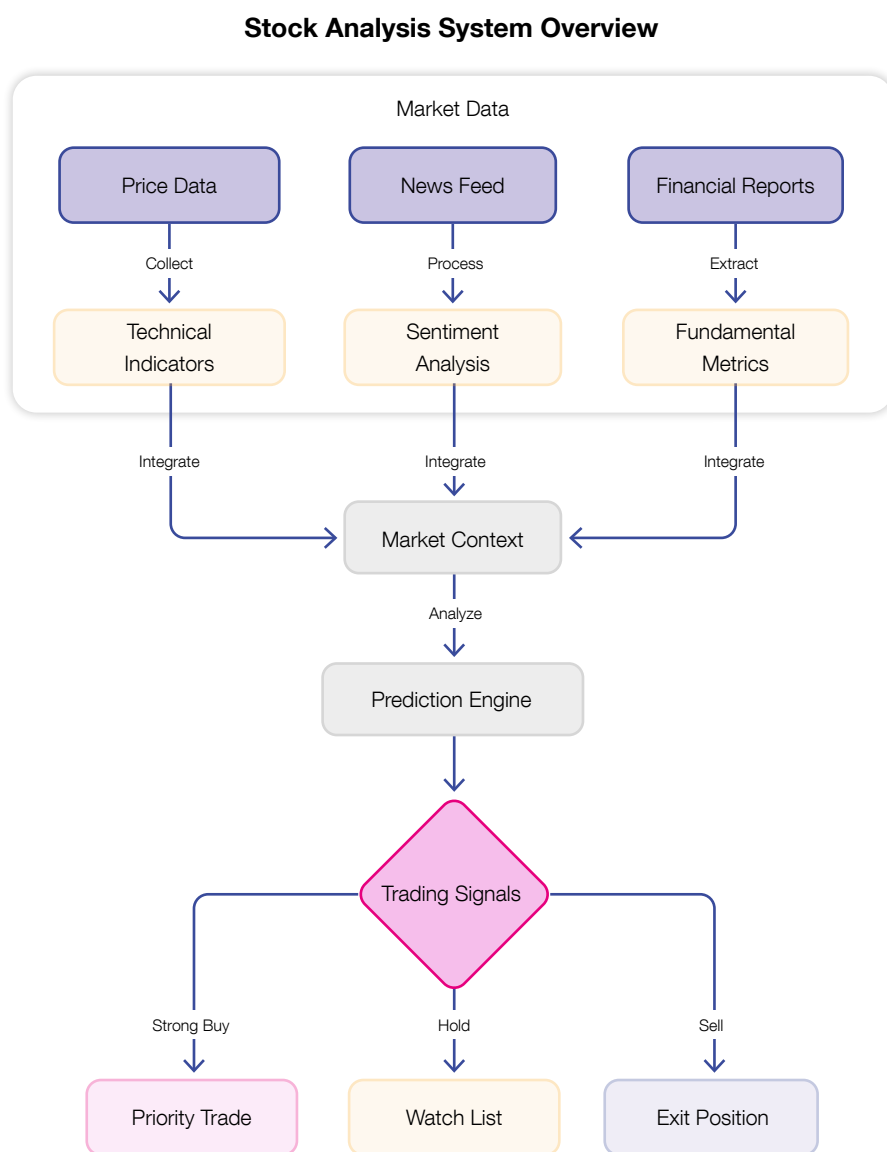 Stock Analysis System Overview
Market Data
Price Data
News Feed
Financial Reports
Collect
Process
Extract
Technical
Indicators
Sentiment
Analysis
Fundamental
Metrics
Integrate
Integrate
Integrate
Market Context
Analyze
Prediction Engine
Trading Signals
Strong Buy
Hold
Sell
Priority Trade
Watch List
Exit Position